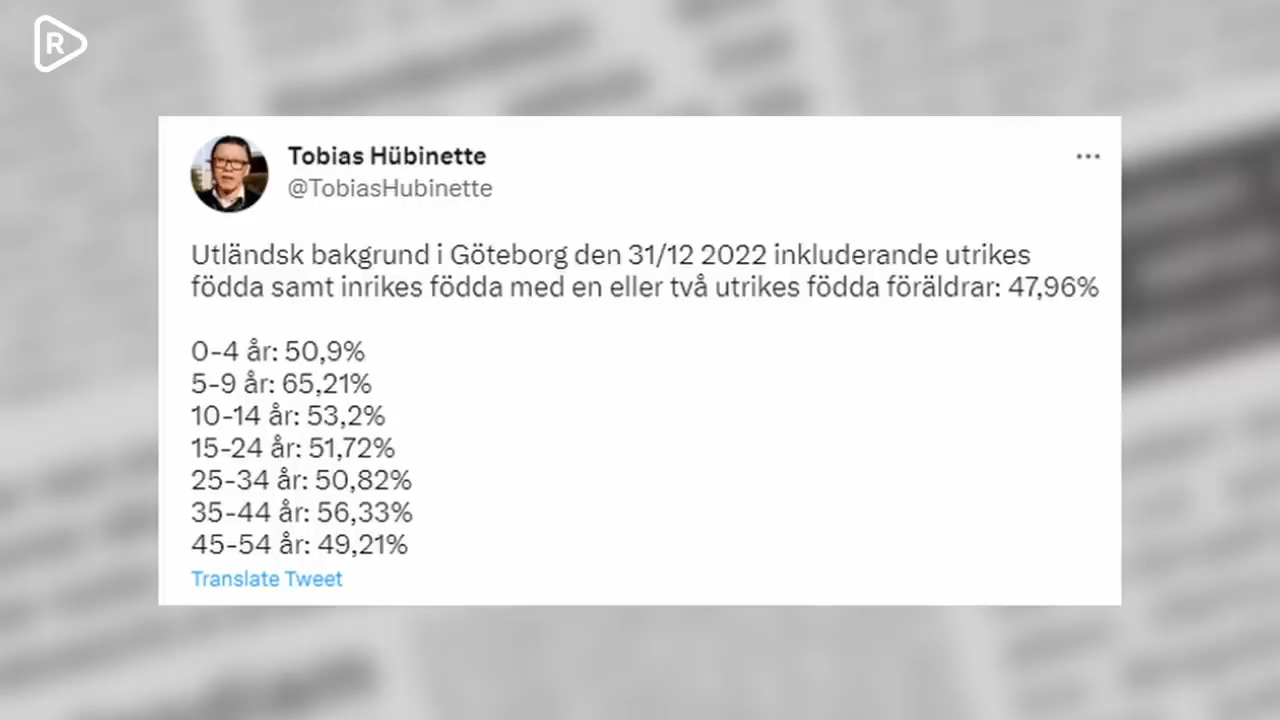 R
Tobias Hübinette
@TobiasHubinette
Utländsk bakgrund i Göteborg den 31/12 2022 inkluderande utrikes
födda samt inrikes födda med en eller två utrikes födda föräldrar: 47,96%
0-4 år: 50,9%
5-9 år: 65,21%
10-14 år: 53,2%
15-24 år: 51,72%
25-34 år: 50,82%
35-44 år: 56,33%
45-54 år: 49,21%
Translate Tweet